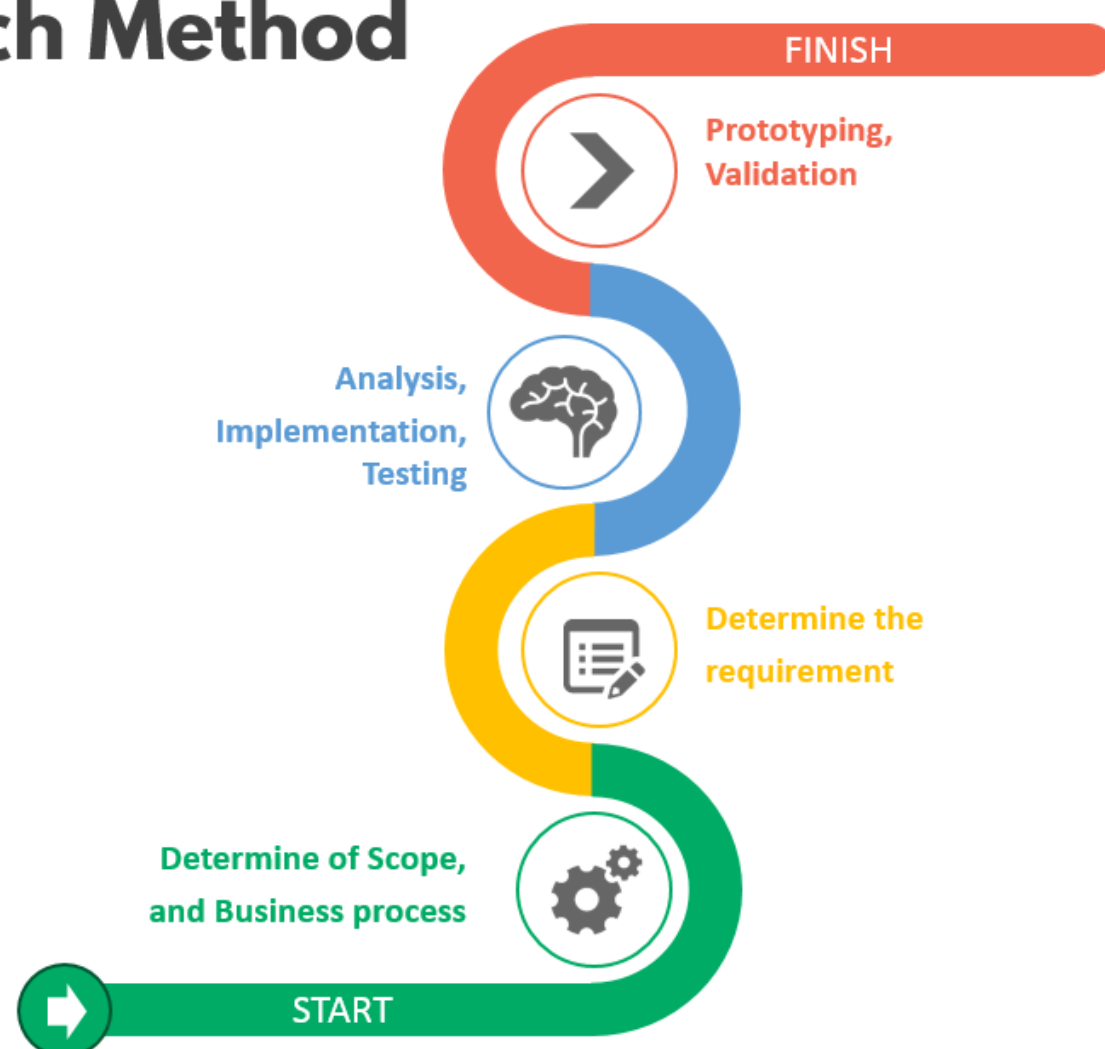 ch Method
FINISH
Prototyping,
Validation
Analysis,
Implementation,
Testing
Determine the
requirement
Determine of Scope,
and Business process
START